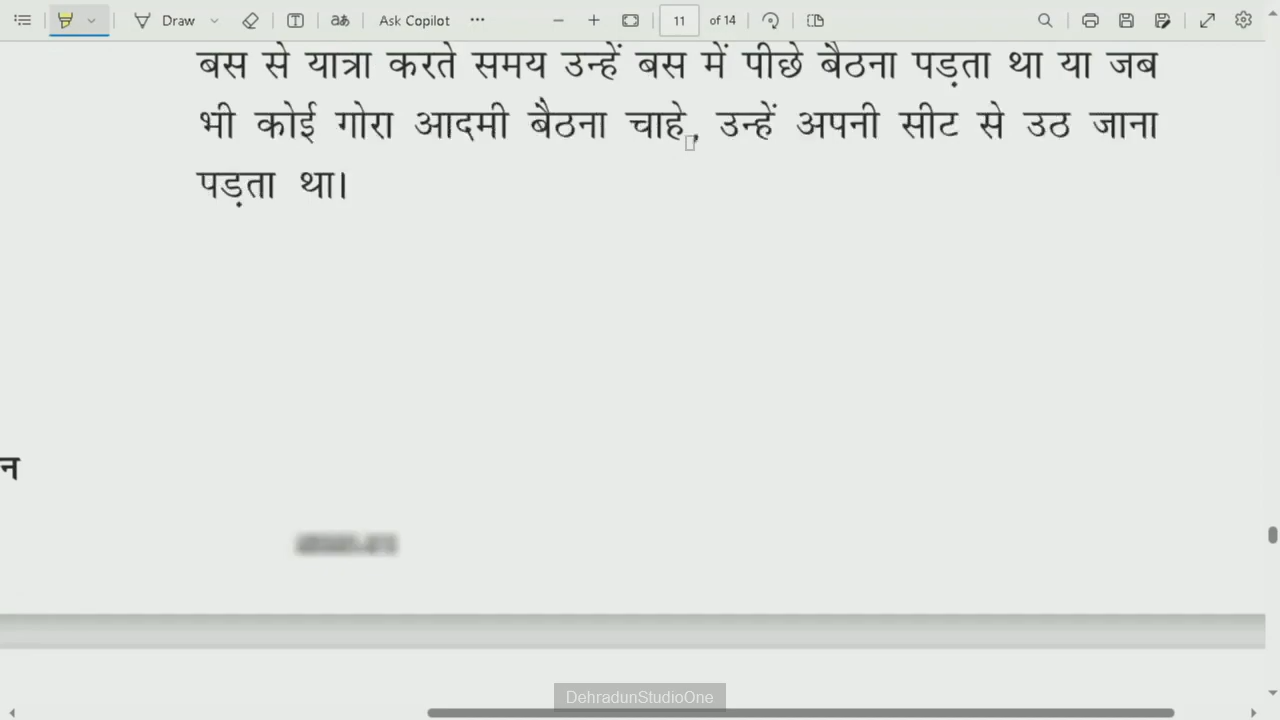 Draw
Ask Copilot
11
of 14
बस से यात्रा करते समय उन्हें बस में पीछे बैठना पड़ता था या जब
भी कोई गोरा आदमी बैठना चाहे, उन्हें अपनी सीट से उठ जाना
पड़ता था।
न
DehradunStudioOne